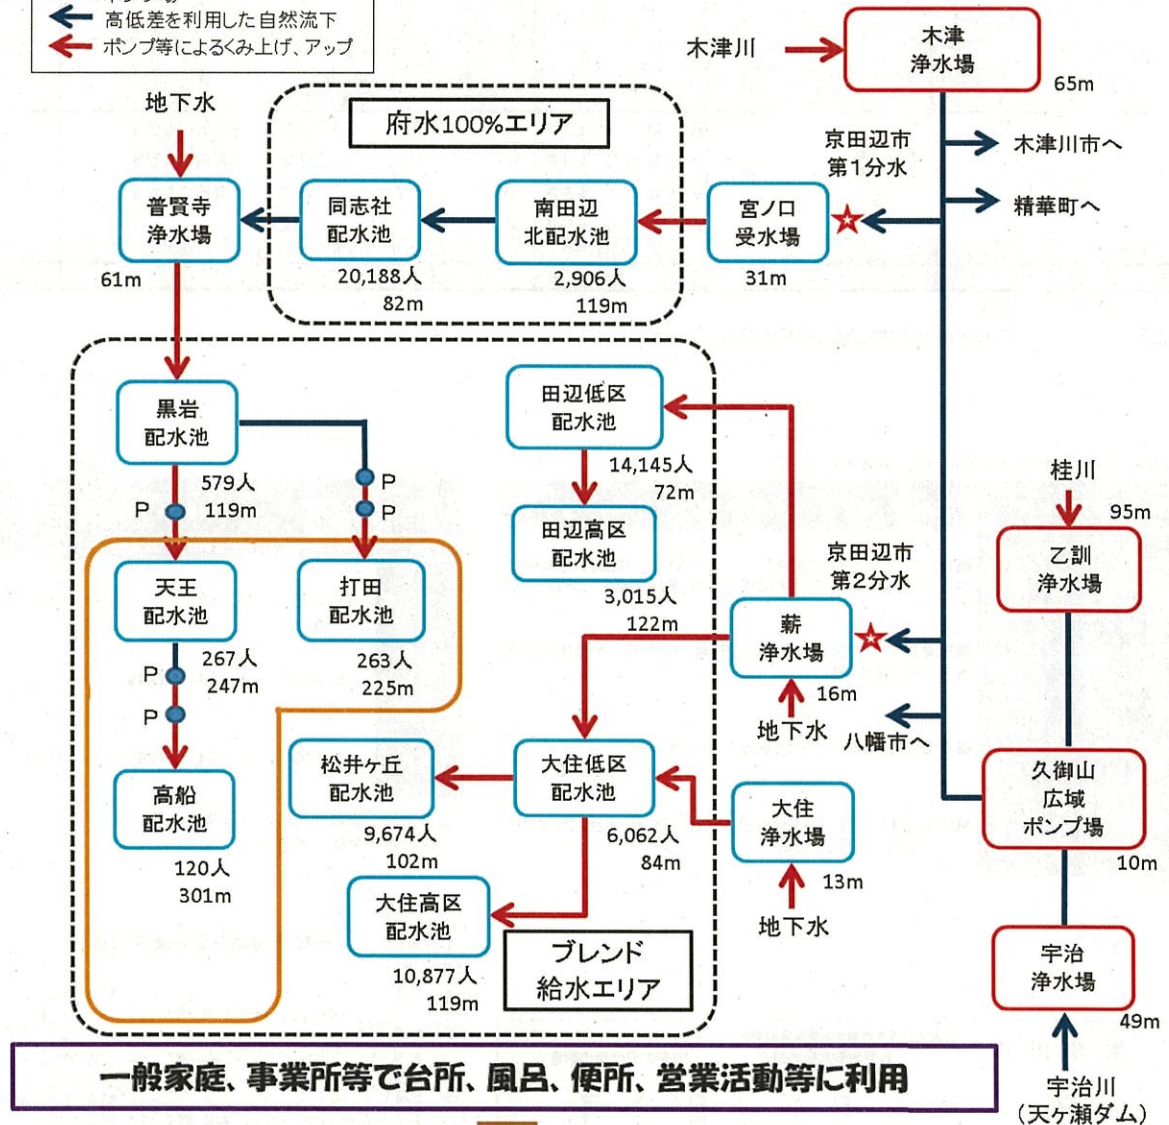 高低差を利用した自然流下
ポンプ等によるくみ上げ、アップ
木津川
木津
浄水場
65m
地下水
府水100%エリア
京田辺市
第1分水
木津川市へ
精華町へ
普賢寺
浄水場
61m
同志社
配水池
20,188人
82m
南田辺
北配水池
2,906人
119m
宮ノ口
受水場
31m
黒岩
配水池
579人
119m
P
P
P
田辺低区
配水池
14,145人
72m
田辺高区
配水池
3,015人
122m
桂川
95m
乙訓
浄水場
京田辺市
第2分水
天王
配水池
267人
247m
打田
配水池
263人
225m
薪
浄水場
16m
地下水
P
P
八幡市へ
高船
配水池
120人
301m
松井ヶ丘
配水池
9,674人
102m
大住低区
配水池
6,062人
84m
大住
浄水場
13m
地下水
久御山
広域
ポンプ場
10m
大住高区
配水池
10,877人
119m
ブレンド
給水エリア
宇治
浄水場
49m
宇治川
(天ヶ瀬ダム)
一般家庭、事業所等で台所、風呂、便所、営業活動等に利用